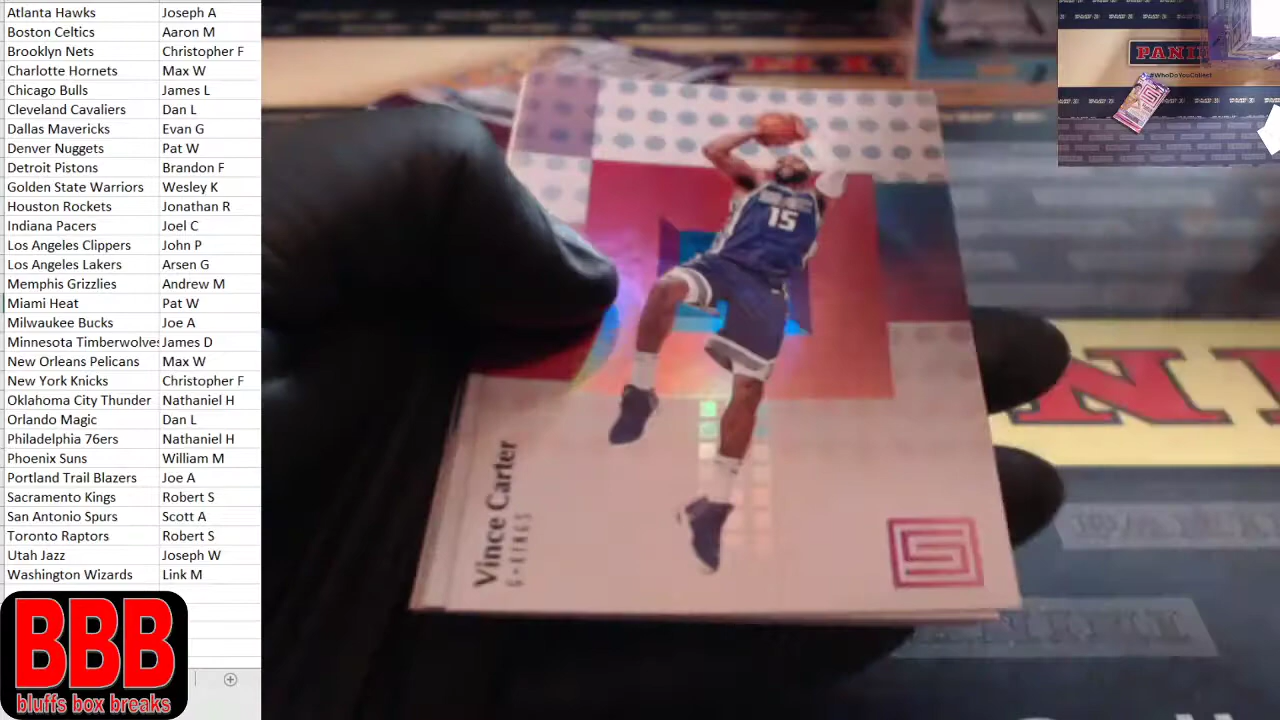 Atlanta Hawks Joseph A
Boston Celtics Aaron M
Brooklyn Nets Christopher F
Charlotte Hornets Max W
Chicago Bulls James L
Cleveland Cavaliers Dan L
Dallas Mavericks Evan G
Denver Nuggets Pat W
Detroit Pistons Brandon F
Golden State Warriors Wesley K
Houston Rockets Jonathan R
Indiana Pacers Joel C
Los Angeles Clippers John P
Los Angeles Lakers Arsen G
Memphis Grizzlies Andrew M
Miami Heat Pat W
Milwaukee Bucks Joe A
Minnesota Timberwolves James D
New Orleans Pelicans Max W
New York Knicks Christopher F
Oklahoma City Thunder Nathaniel H
Orlando Magic Dan L
Philadelphia 76ers Nathaniel H
Phoenix Suns William M
Portland Trail Blazers Joe A
Sacramento Kings Robert S
San Antonio Spurs Scott A
Toronto Raptors Robert S
Utah Jazz Joseph W
Washington Wizards Link M
BBB
bluffs box breaks
15
Vince Carter
G•KINGS
PANINI
#WhoDoYouCollect